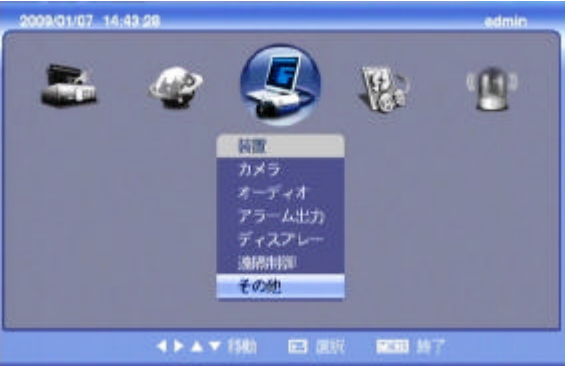 2009/01/07 14:43:28 admin
装置
カメラ
オーディオ
アラーム出力
ディスプレー
遠隔制御
その他
移動 選択 終了